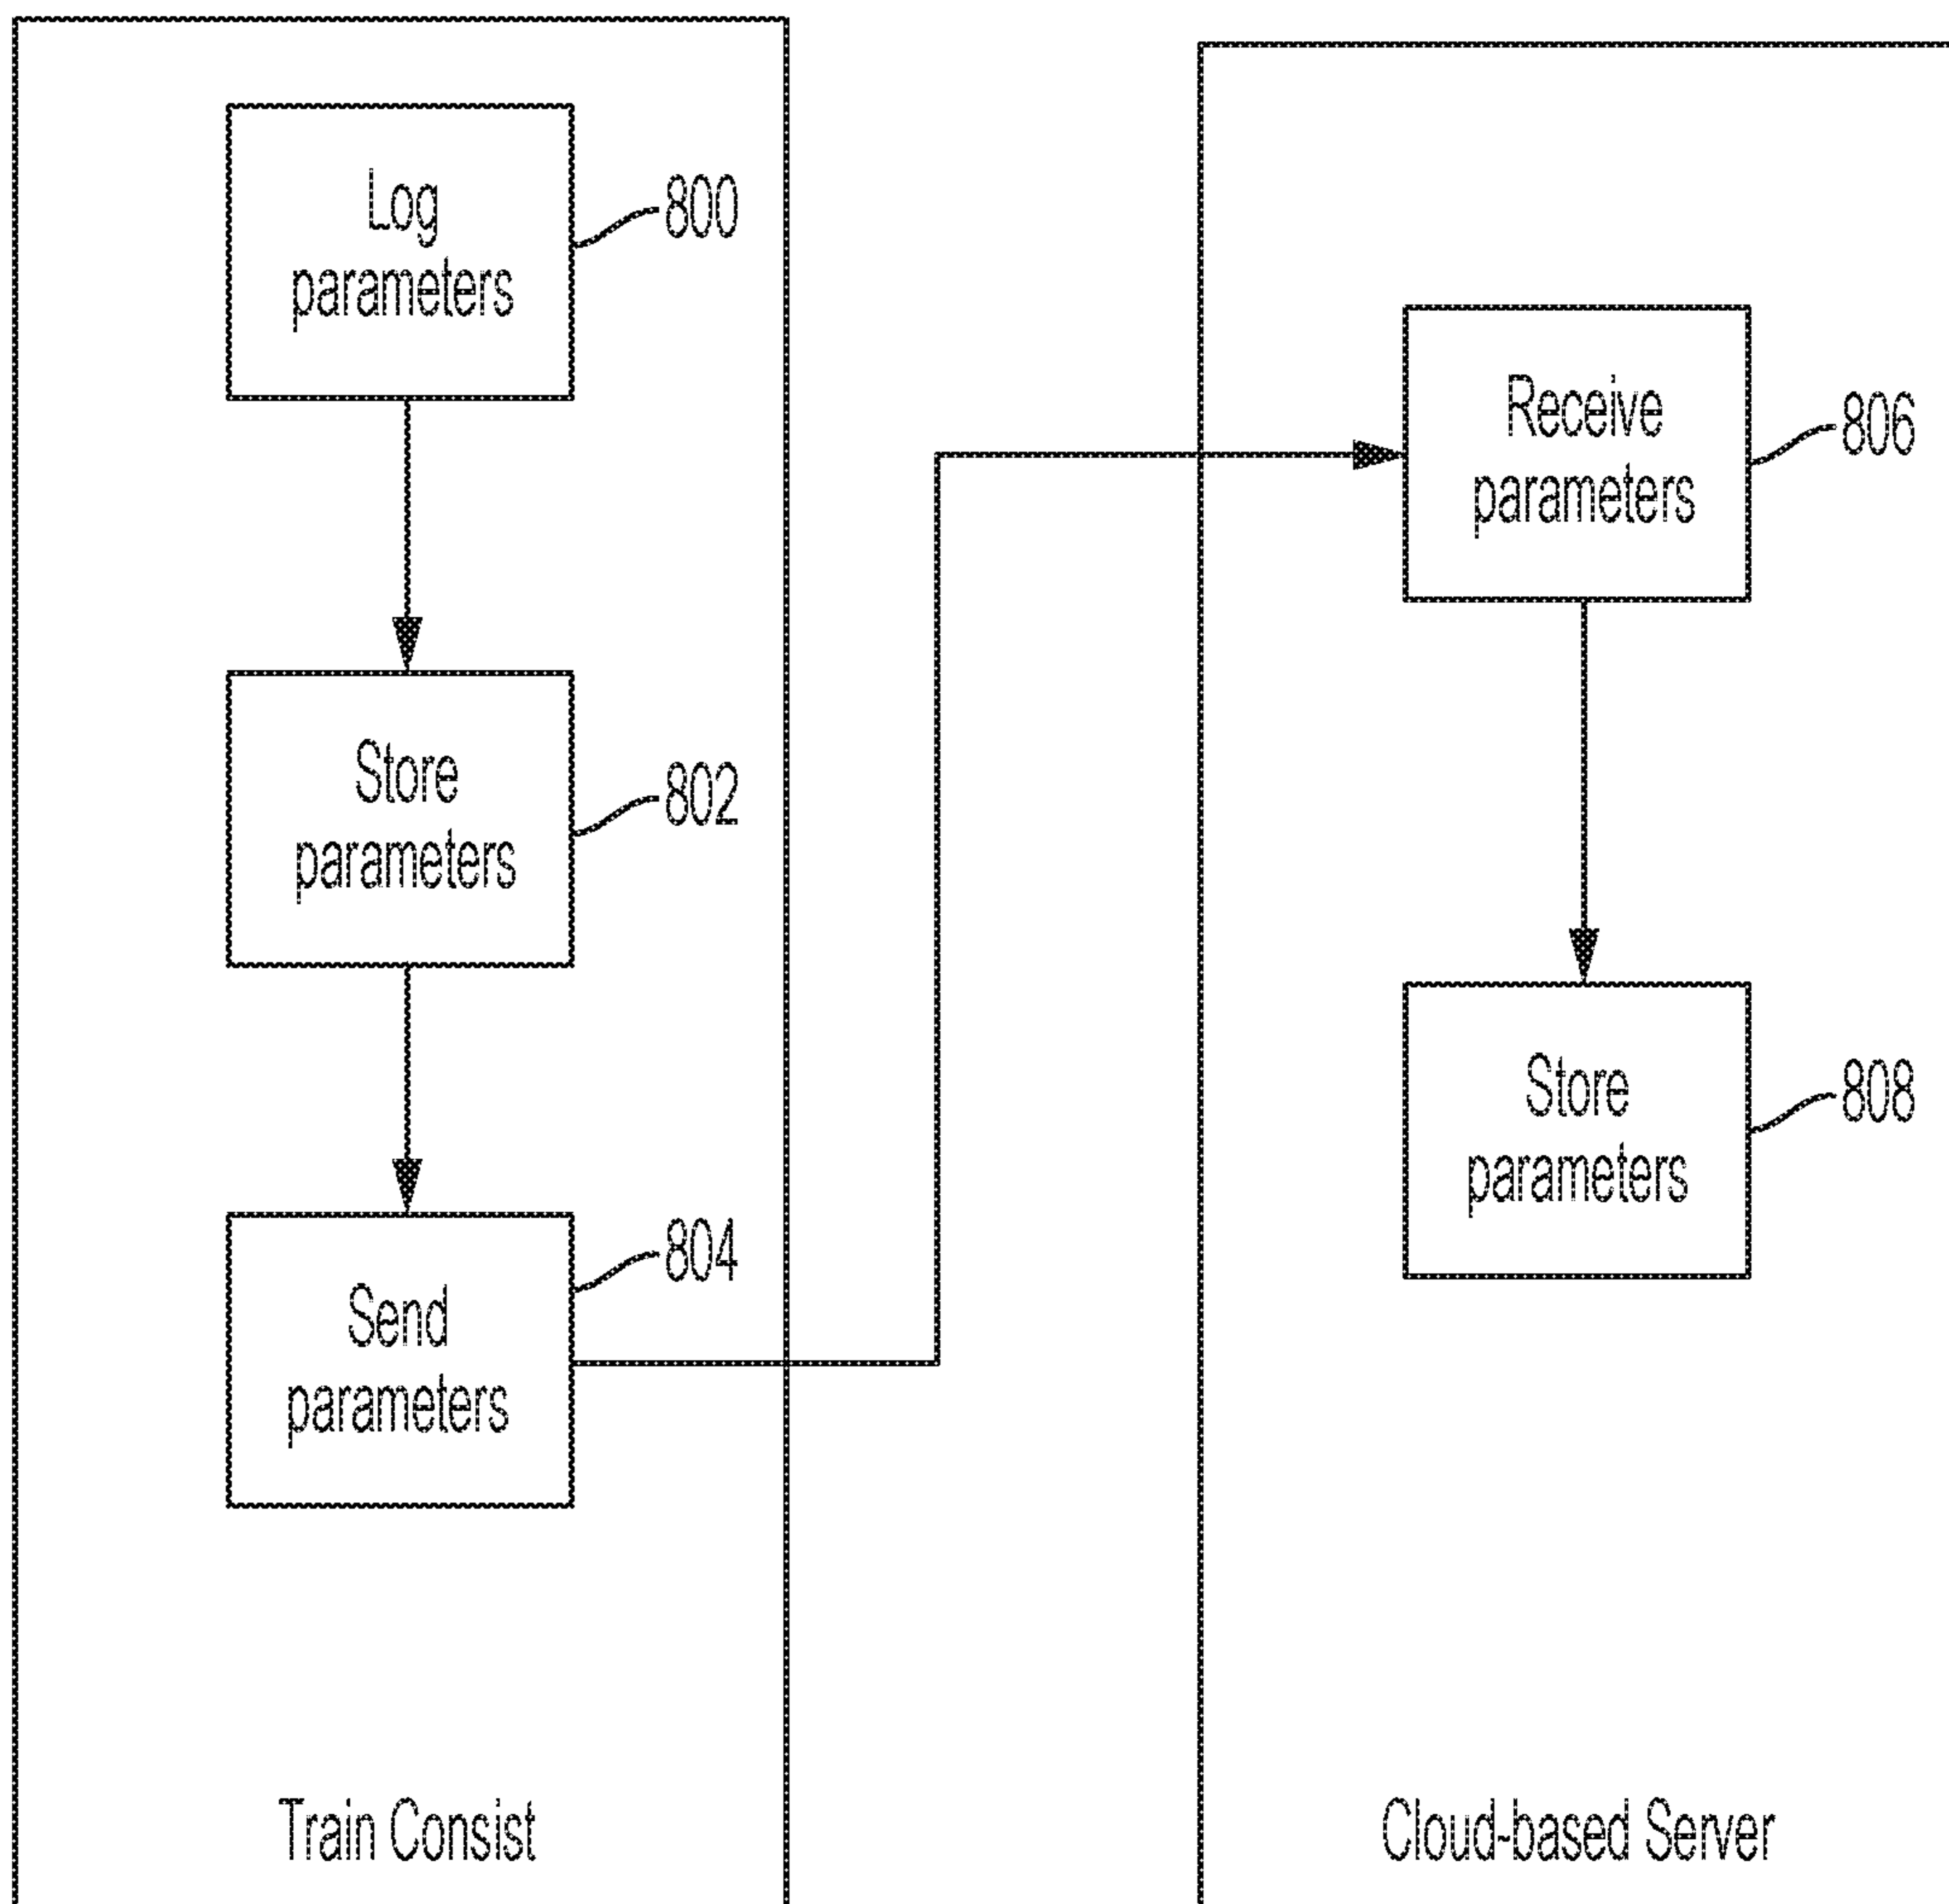 Log
parameters
800
Store
parameters
802
Send
parameters
804
Train Consist
Receive
parameters
806
Store
parameters
808
Cloud-based Server